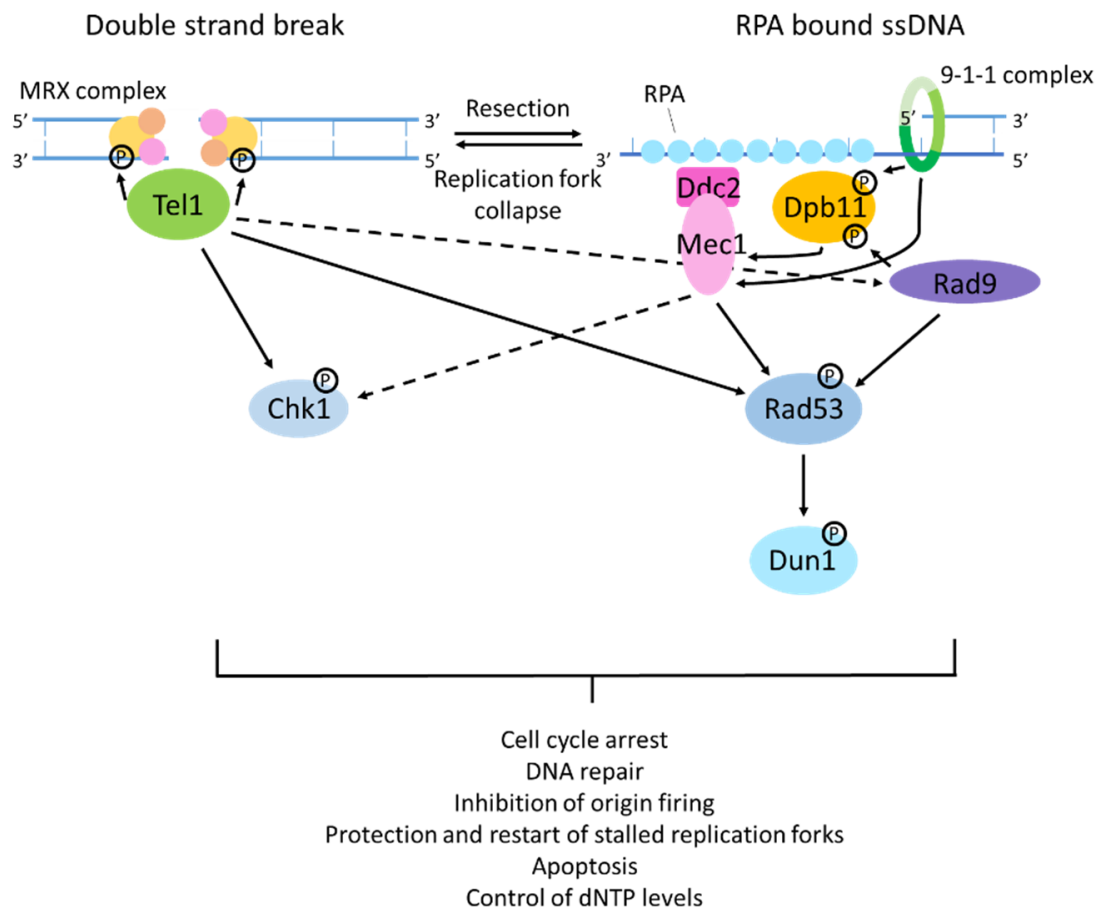 Double strand break
RPA bound ssDNA
MRX complex
9-1-1 complex
RPA
Resection
5’
3’
5’
3’
3’
5’
3’
5’
Replication fork
collapse
P
P
Tel1
Ddc2
Mec1
Dpb11
P
P
Rad9
Chk1
P
Rad53
P
Dun1
P
Cell cycle arrest
DNA repair
Inhibition of origin firing
Protection and restart of stalled replication forks
Apoptosis
Control of dNTP levels